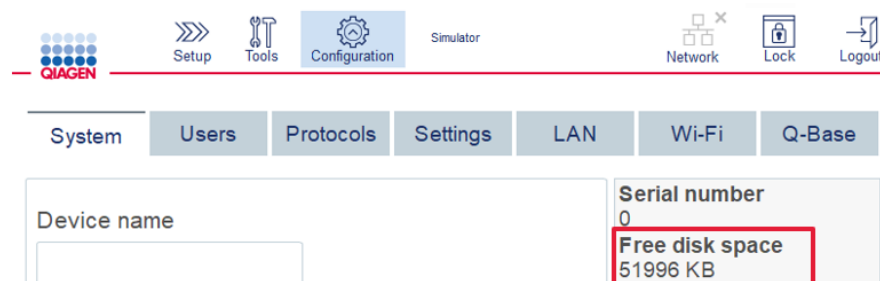 QIAGEN
Setup
Tools
Configuration
Simulator
Network
Lock
Logout
System
Users
Protocols
Settings
LAN
Wi-Fi
Q-Base
Device name
Serial number
0
Free disk space
51996 KB